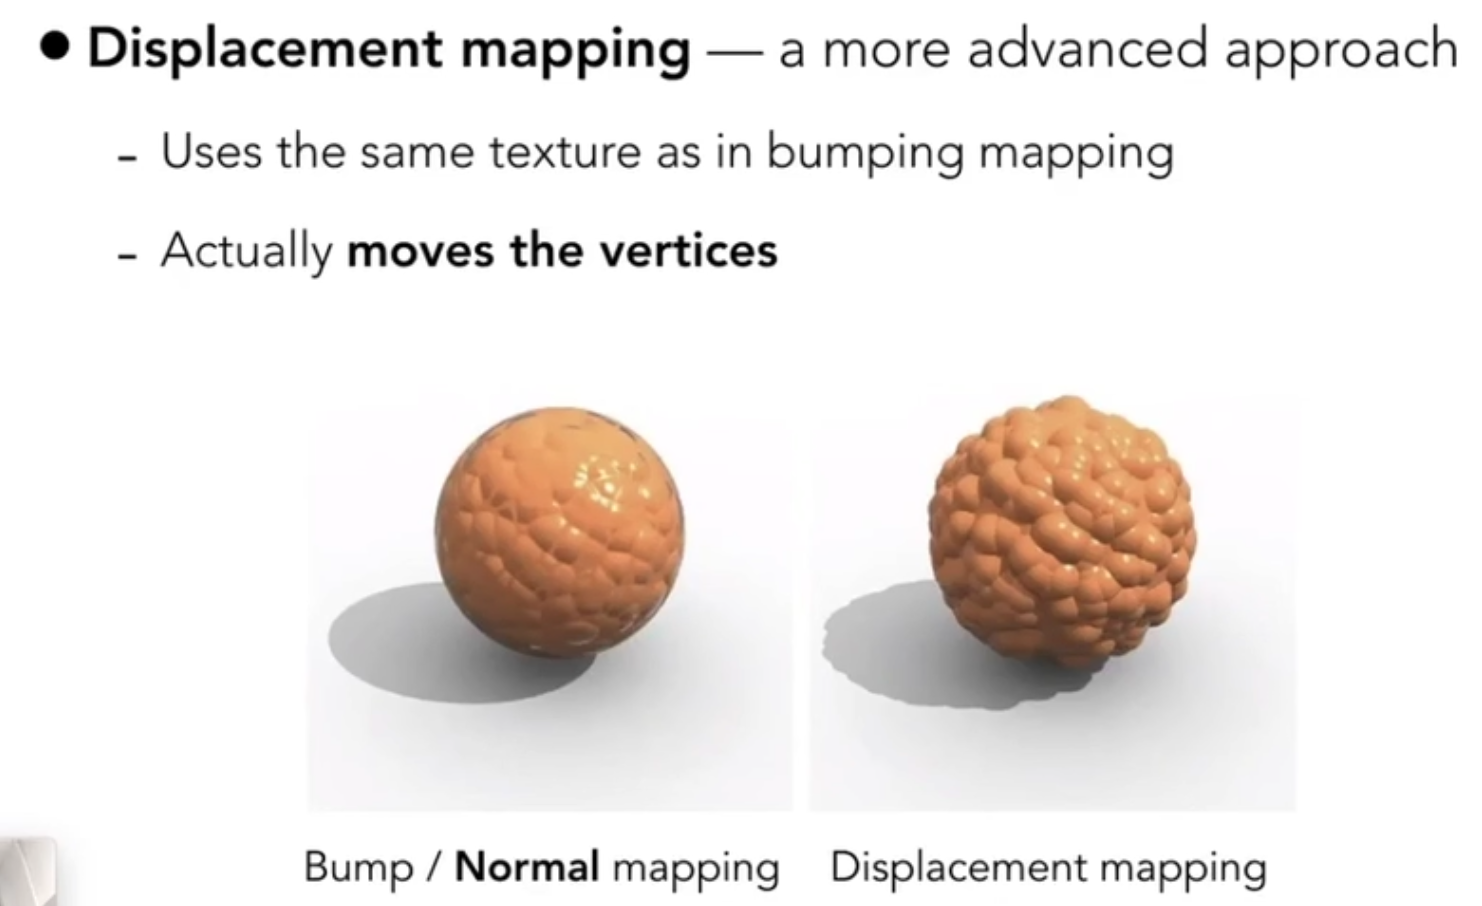 ● Displacement mapping — a more advanced approach
- Uses the same texture as in bumping mapping
- Actually moves the vertices
Bump / Normal mapping
Displacement mapping